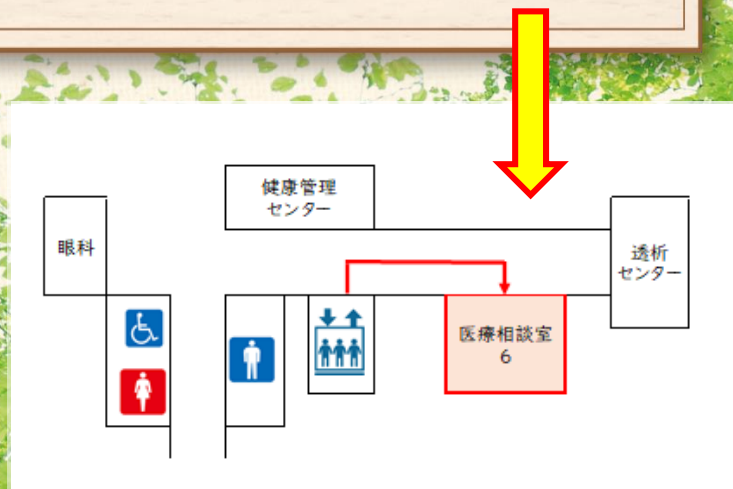 健康管理
センター
眼科
透析
センター
医療相談室
6